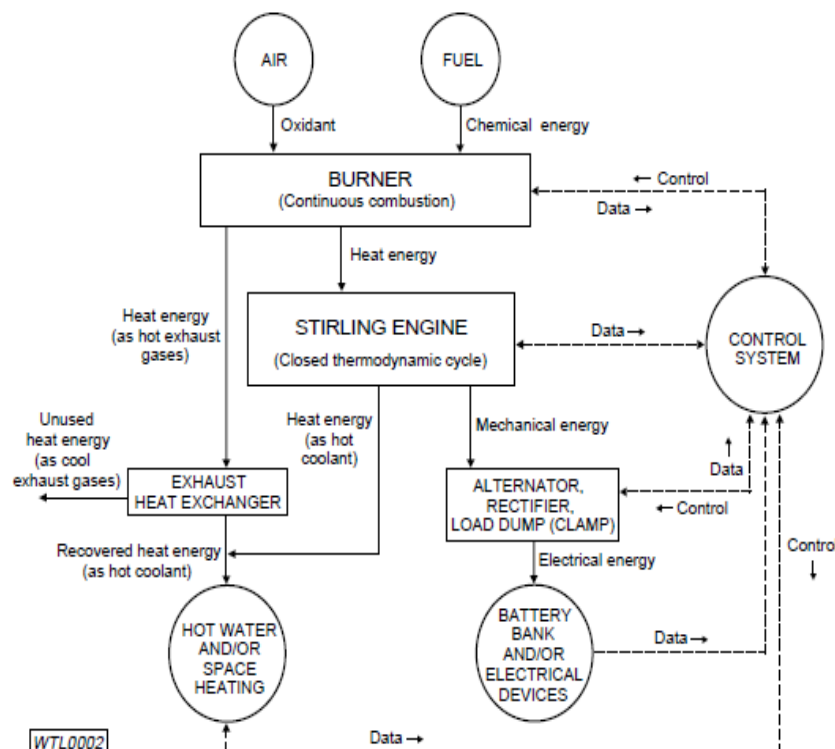 AIR
FUEL
Oxidant
Chemical energy
BURNER
(Continuous combustion)
← Control
Data →
Heat energy
Heat energy
(as hot exhaust
gases)
STIRLING ENGINE
(Closed thermodynamic cycle)
Data →
CONTROL
SYSTEM
Unused
heat energy
(as cool
exhaust gases)
Heat energy
(as hot
coolant)
Mechanical energy
Data →
EXHAUST
HEAT EXCHANGER
ALTERNATOR,
RECTIFIER,
LOAD DUMP (CLAMP)
← Control
Recovered heat energy
(as hot coolant)
Electrical energy
Control
↓
HOT WATER
AND/OR
SPACE
HEATING
BATTERY
BANK
AND/OR
ELECTRICAL
DEVICES
Data →
WTL0002
Data →